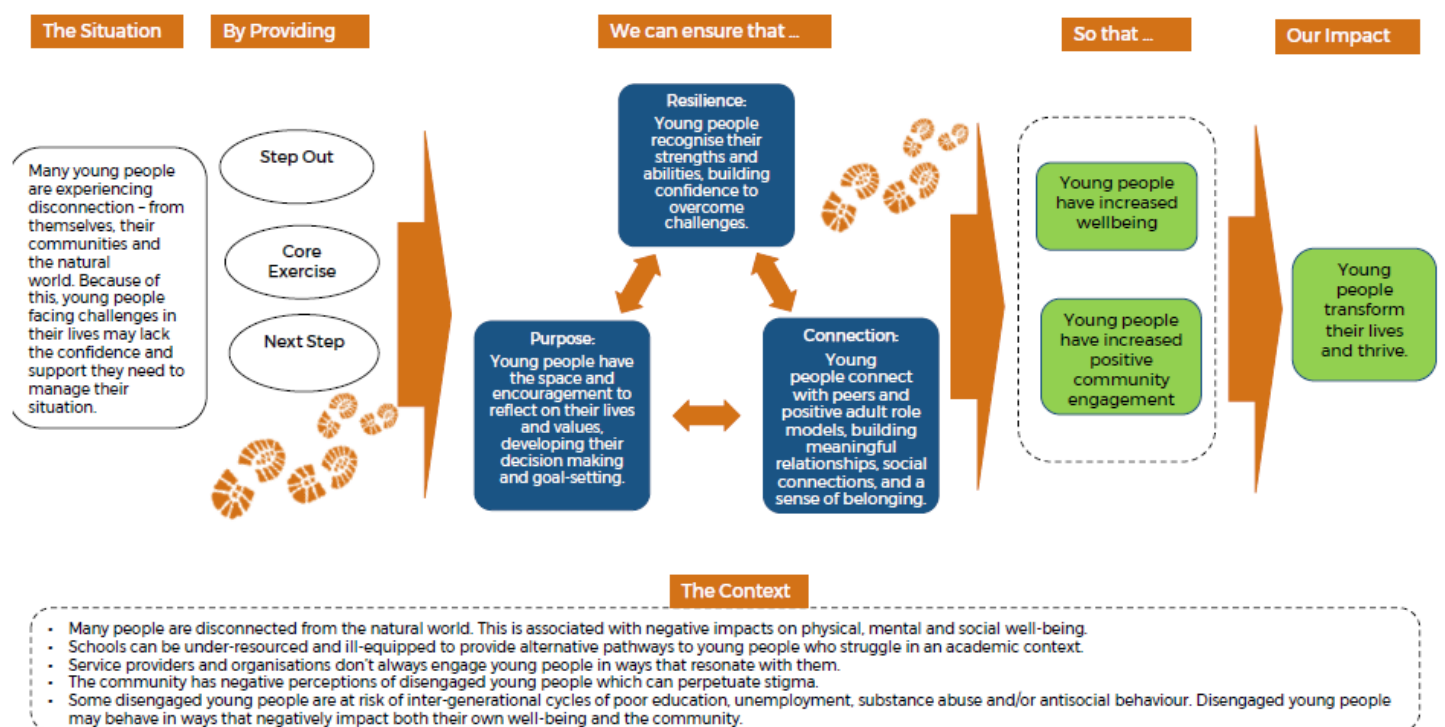 The Situation
By Providing
We can ensure that ...
So that ...
Our Impact
Many young people
are experiencing
disconnection – from
themselves, their
communities and
the natural
world. Because of
this, young people
facing challenges in
their lives may lack
the confidence and
support they need to
manage their
situation.
Step Out
Core
Exercise
Next Step
Resilience:
Young people
recognise their
strengths and
abilities, building
confidence to
overcome
challenges.
Purpose:
Young people have
the space and
encouragement to
reflect on their lives
and values,
developing their
decision making
and goal-setting.
Connection:
Young
people connect
with peers and
positive adult role
models, building
meaningful
relationships, social
connections, and a
sense of belonging.
Young people
have increased
wellbeing
Young people
have increased
positive
community
engagement
Young
people
transform
their lives
and thrive.
The Context
• Many people are disconnected from the natural world. This is associated with negative impacts on physical, mental and social well-being.
• Schools can be under-resourced and ill-equipped to provide alternative pathways to young people who struggle in an academic context.
• Service providers and organisations don't always engage young people in ways that resonate with them.
• The community has negative perceptions of disengaged young people which can perpetuate stigma.
• Some disengaged young people are at risk of inter-generational cycles of poor education, unemployment, substance abuse and/or antisocial behaviour. Disengaged young people
may behave in ways that negatively impact both their own well-being and the community.